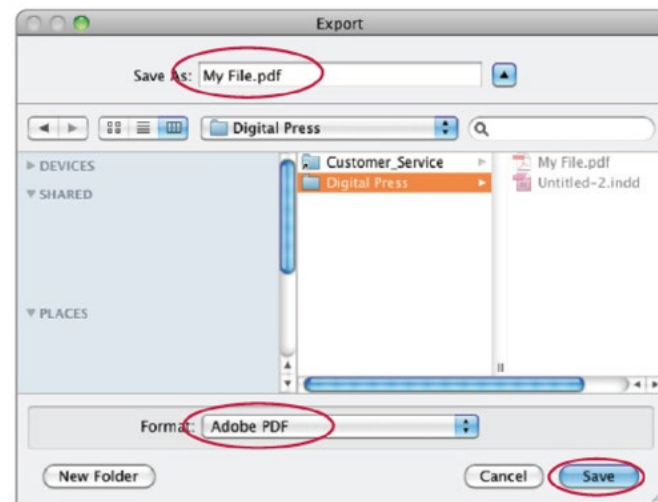 Export
Save As: My File.pdf
Digital Press
DEVICES
SHARED
PLACES
Customer_Service
Digital Press
My File.pdf
Untitled-2.indd
Format: Adobe PDF
New Folder
Cancel
Save